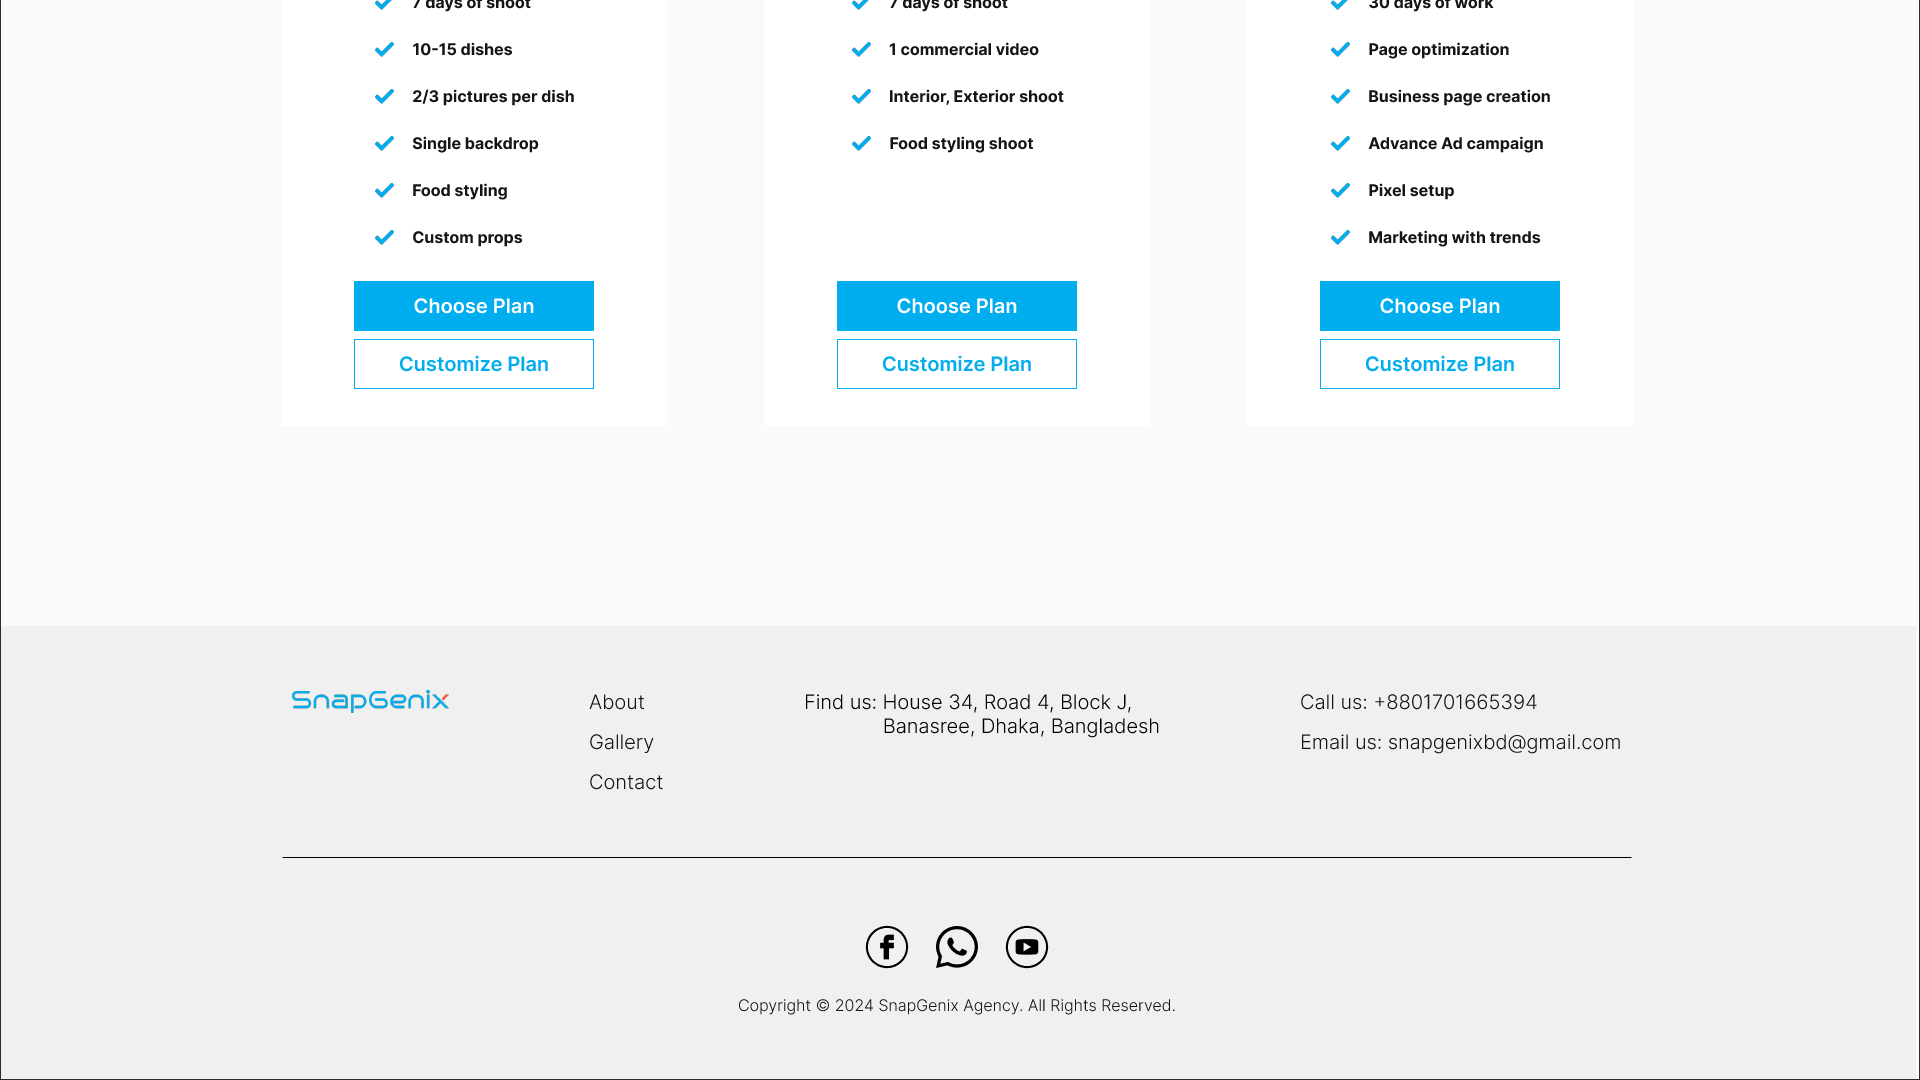 7 days of shoot
10-15 dishes
2/3 pictures per dish
Single backdrop
Food styling
Custom props
Choose Plan
Customize Plan
7 days of shoot
1 commercial video
Interior, Exterior shoot
Food styling shoot
Choose Plan
Customize Plan
30 days of work
Page optimization
Business page creation
Advance Ad campaign
Pixel setup
Marketing with trends
Choose Plan
Customize Plan
SnapGenix
About
Gallery
Contact
Find us: House 34, Road 4, Block J,
Banasree, Dhaka, Bangladesh
Call us: +8801701665394
Email us: snapgenixbd@gmail.com
Copyright © 2024 SnapGenix Agency. All Rights Reserved.